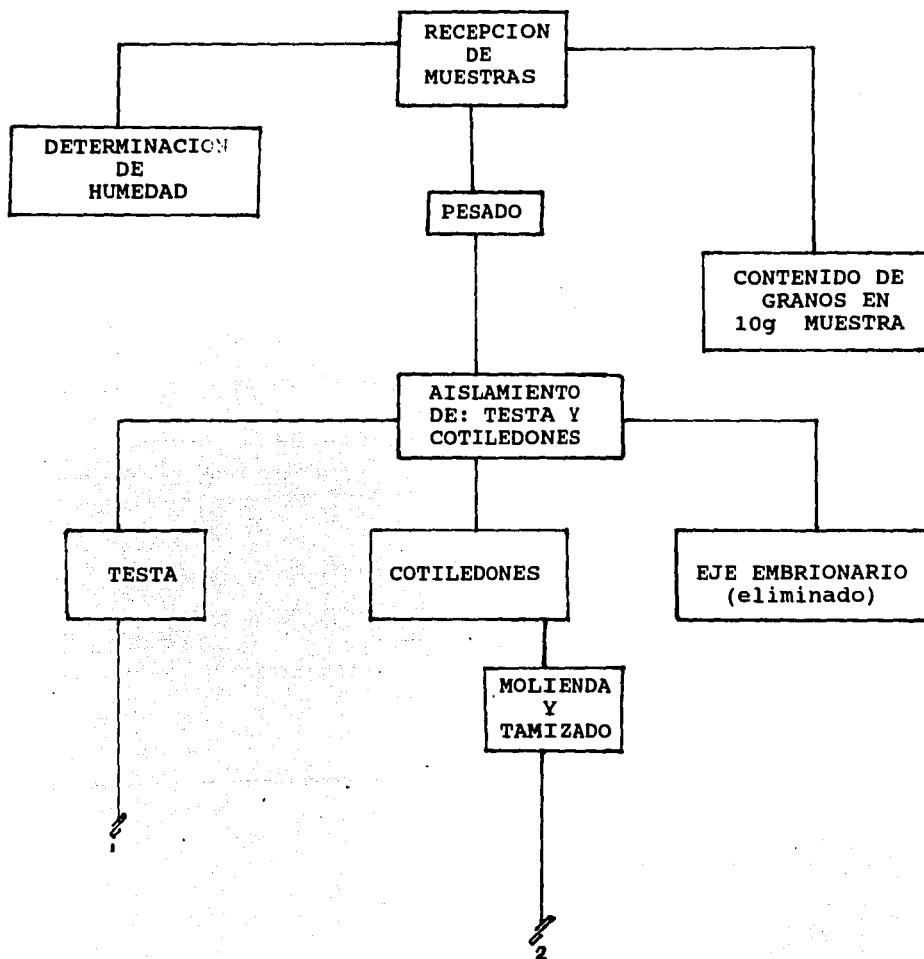 RECEPCION
DE
MUESTRAS
DETERMINACION
DE
HUMEDAD
PESADO
CONTENIDO DE
GRANOS EN
10g MUESTRA
AISLAMIENTO
DE: TESTA Y
COTILEDONES
TESTA
COTILEDONES
EJE EMBRIONARIO
(eliminado)
MOLIENDA
Y
TAMIZADO
1
2